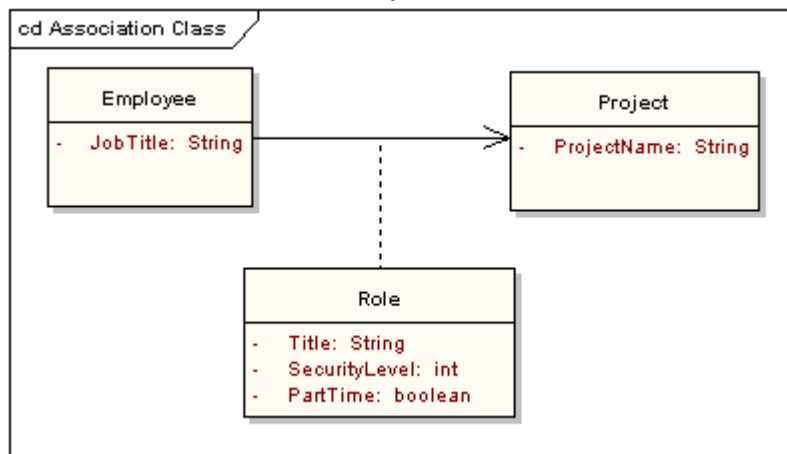 cd Association Class
Employee
- JobTitle: String
Project
- ProjectName: String
Role
- Title: String
- SecurityLevel: int
- PartTime: boolean